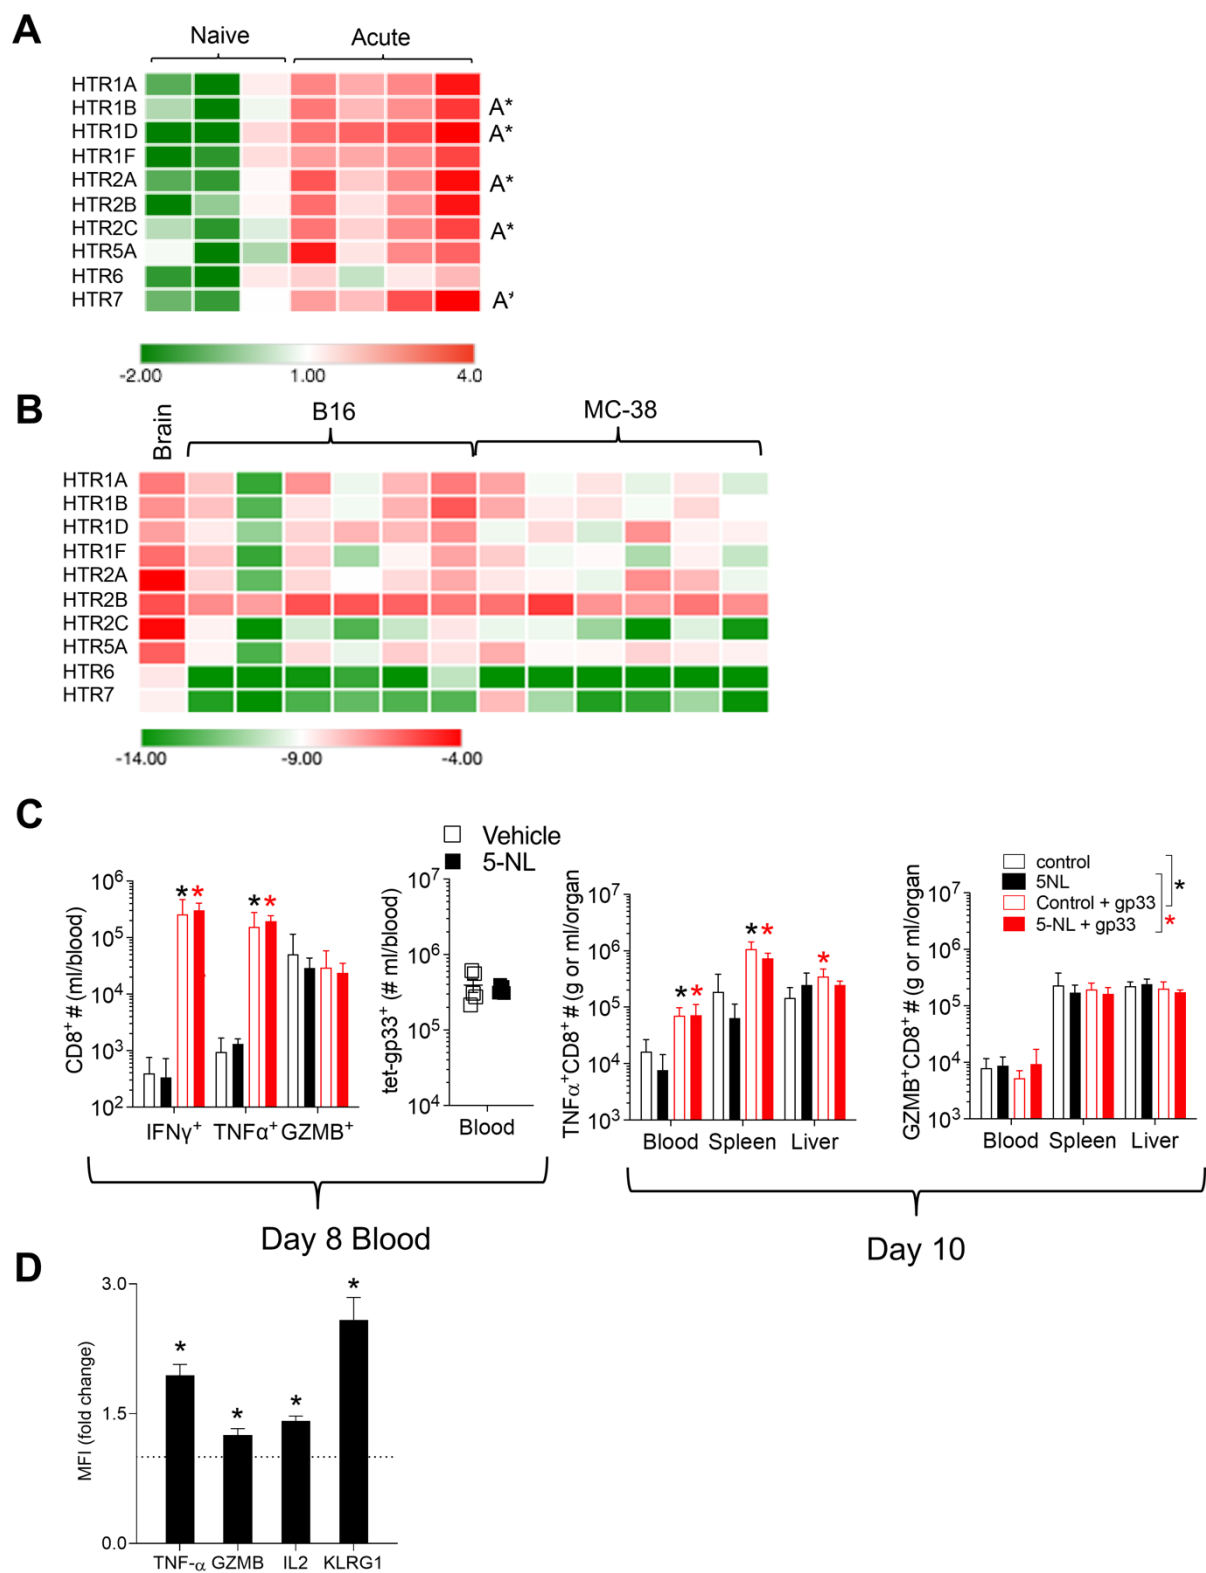 A
Naive Acute
HTR1A
HTR1B A*
HTR1D A*
HTR1F
HTR2A A*
HTR2B
HTR2C A*
HTR5A
HTR6
HTR7 A*
-2.00 1.00 4.0
B
Brain
B16
MC-38
HTR1A
HTR1B
HTR1D
HTR1F
HTR2A
HTR2B
HTR2C
HTR5A
HTR6
HTR7
-14.00 -9.00 -4.00
C
Vehicle
5-NL
CD8⁺ # (ml/blood)
10⁶
10⁵
10³
10²
* * * *
IFNγ⁺ TNFα⁺ GZMB⁺
tet-gp33⁺ (# ml/blood)
10⁷
10⁶
10⁵
10⁴
Blood
Day 8 Blood
TNFα⁺CD8⁺ # (g or ml/organ)
10⁷
10⁶
10⁵
10⁴
10³
* * * * *
Blood Spleen Liver
GZMB⁺CD8⁺ # (g or ml/organ)
10⁷
10⁶
10⁵
10⁴
10³
Blood Spleen Liver
control
5NL
Control + gp33
5-NL + gp33
*
*
Day 10
D
MFI (fold change)
3.0
1.5
0.0
* * * *
TNF-α GZMB IL2 KLRG1